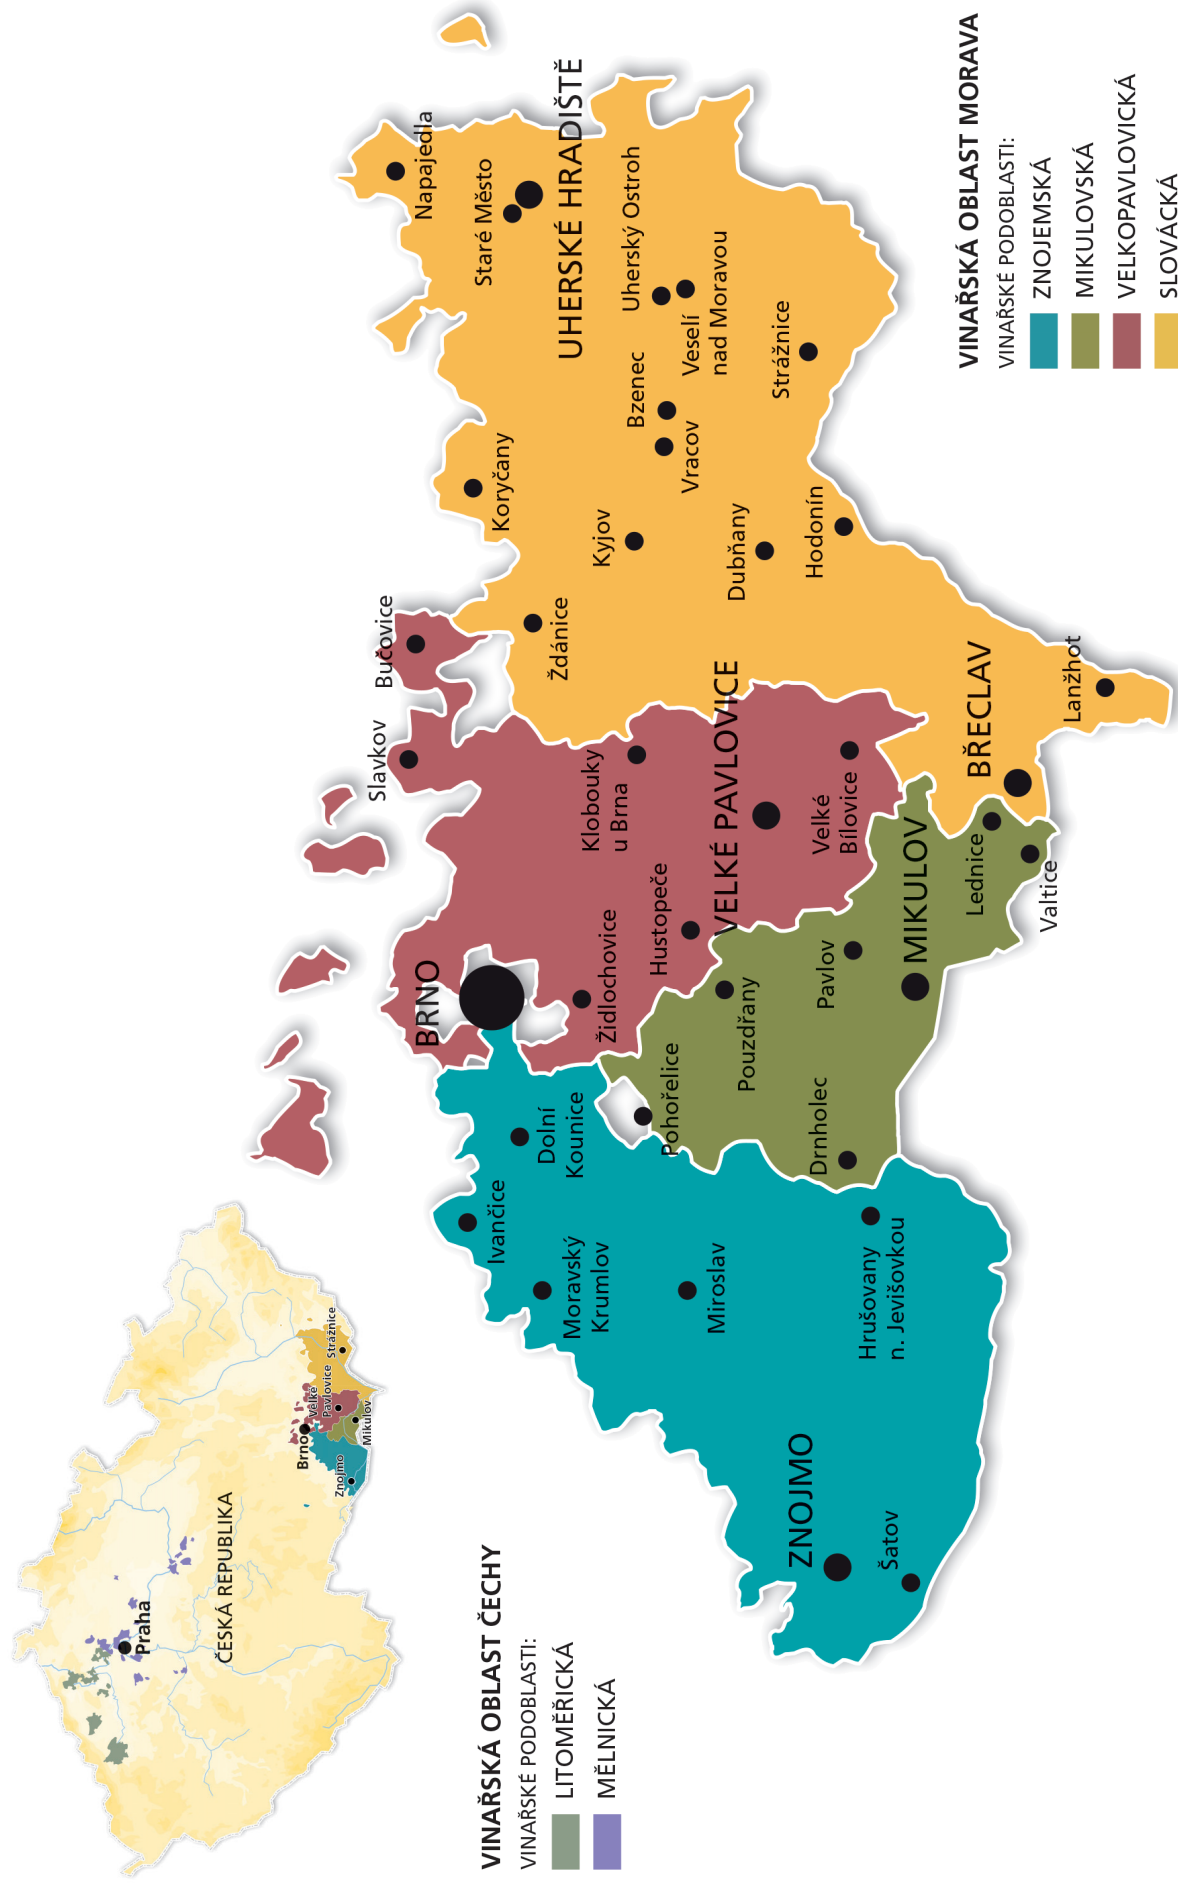 Praha
ČESKÁ REPUBLIKA
Brno
Velké
Pavlovice
Strážnice
Znojmo
Mikulov
VINAŘSKÁ OBLAST ČECHY
VINAŘSKÉ PODOBLASTI:
LITOMĚŘICKÁ
MĚLNICKÁ
BRNO
Slavkov
Bučovice
Koryčany
Napajedla
Staré Město
UHERSKÉ HRADIŠTĚ
Ivančice
Dolní
Kounice
Moravský
Krumlov
Židlochovice
Klobouky
u Brna
Ždánice
Kyjov
Bzenec
Vracov
Uherský Ostroh
Veselí
nad Moravou
Miroslav
Pohořelice
Hustopeče
Pouzdřany
VELKÉ PAVLOVICE
Dubňany
Strážnice
ZNOJMO
Šatov
Hrušovany
n. Jevišovkou
Drnholec
Pavlov
Velké
Bílovice
Hodonín
MIKULOV
Lednice
Valtice
BŘECLAV
Lanžhot
VINAŘSKÁ OBLAST MORAVA
VINAŘSKÉ PODOBLASTI:
ZNOJEMSKÁ
MIKULOVSKÁ
VELKOPAVLOVICKÁ
SLOVÁCKÁ